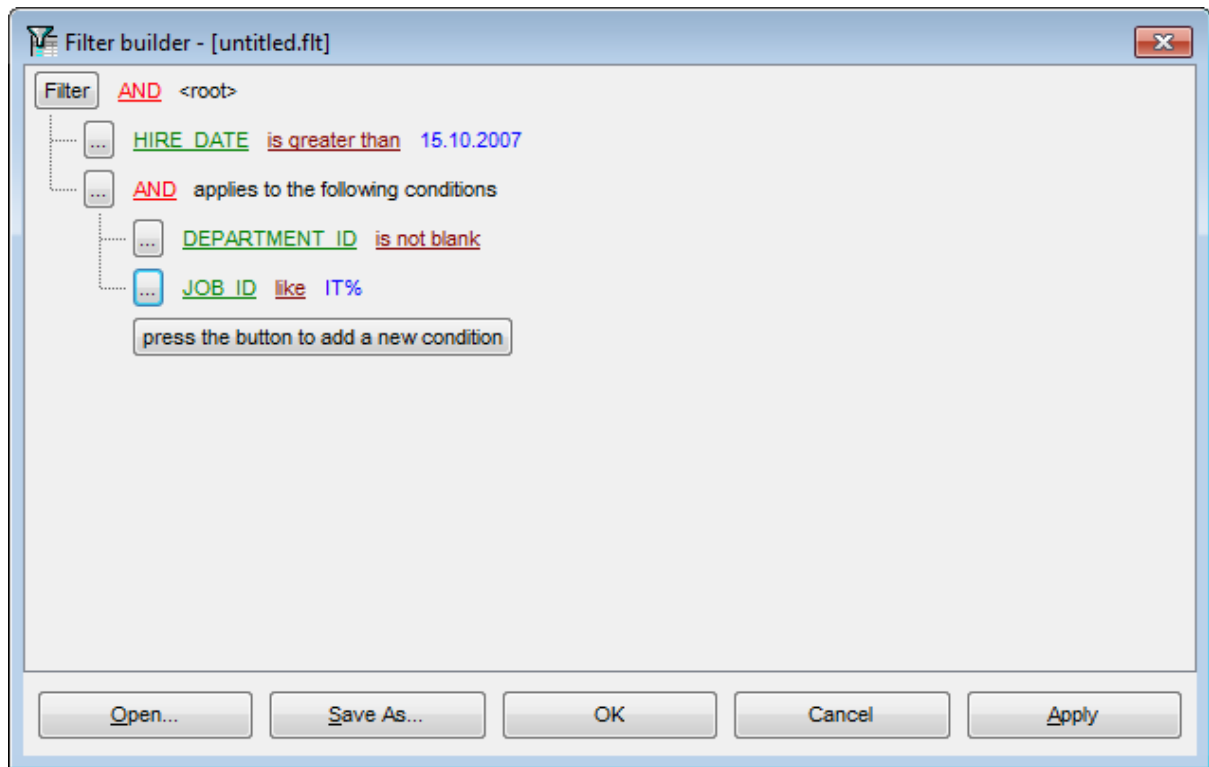 Filter builder - [untitled.flt]
Filter AND <root>
... HIRE_DATE is greater than 15.10.2007
... AND applies to the following conditions
... DEPARTMENT_ID is not blank
... JOB_ID like IT%
press the button to add a new condition
Open... Save As... OK Cancel Apply